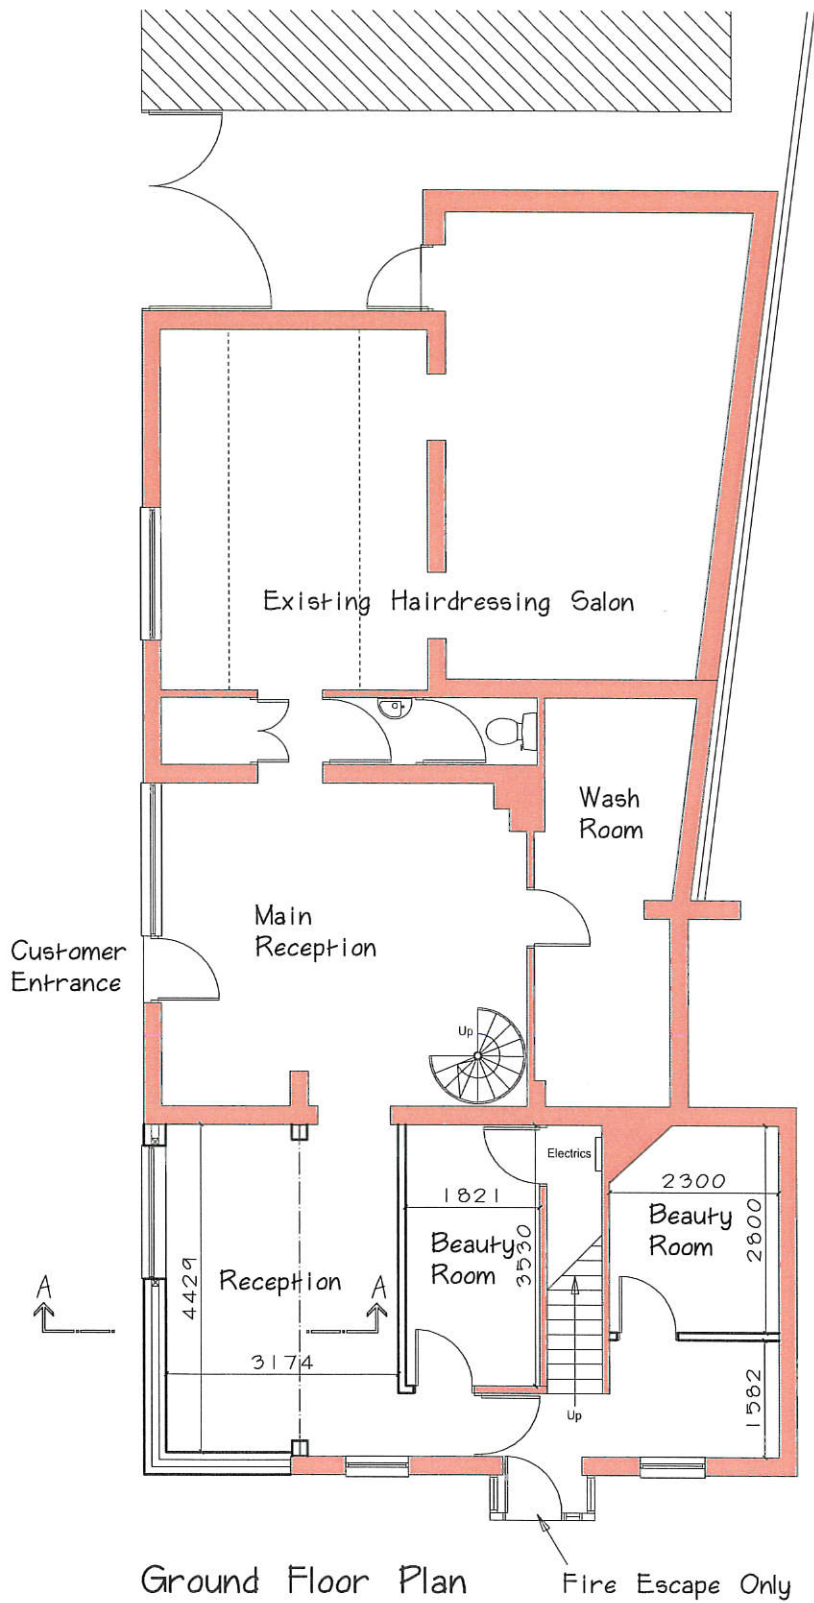 Existing Hairdressing Salon
Wash
Room
Main
Reception
Customer
Entrance
Up
Electrics
2300
1821
Beauty
Room
2800
Beauty
Room
3530
4429
Reception
A
A
3174
1582
Up
Ground Floor Plan
Fire Escape Only